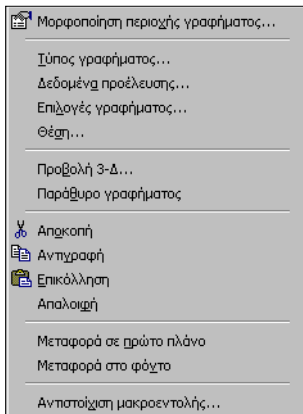 Μορφοποίηση περιοχής γραφήματος...
Τύπος γραφήματος...
Δεδομένα προέλευσης...
Επιλογές γραφήματος...
Θέση...
Προβολή 3-Δ...
Παράθυρο γραφήματος
Αποκοπή
Αντιγραφή
Επικόλληση
Απαλοιφή
Μεταφορά σε πρώτο πλάνο
Μεταφορά στο φόντο
Αντιστοίχιση μακροεντολής...